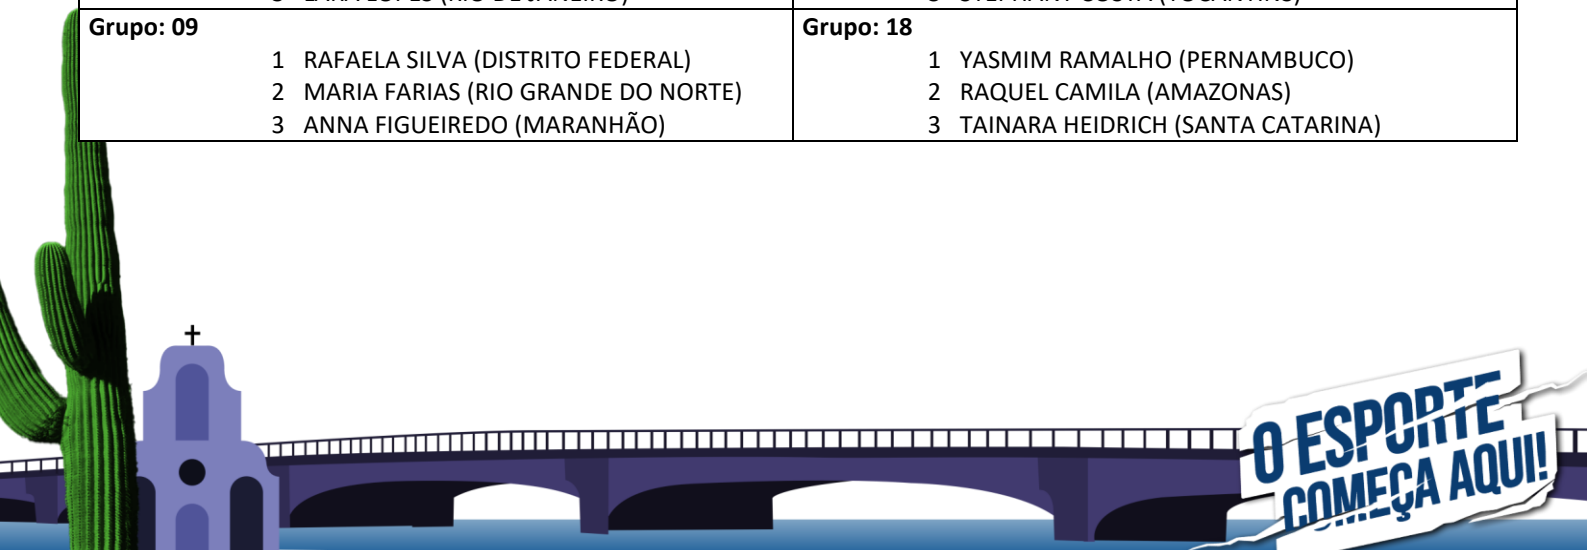 Grupo: 09
1 RAFAELA SILVA (DISTRITO FEDERAL)
2 MARIA FARIAS (RIO GRANDE DO NORTE)
3 ANNA FIGUEIREDO (MARANHÃO)
Grupo: 18
1 YASMIM RAMALHO (PERNAMBUCO)
2 RAQUEL CAMILA (AMAZONAS)
3 TAINARA HEIDRICH (SANTA CATARINA)
O ESPORTE
COMEÇA AQUI!